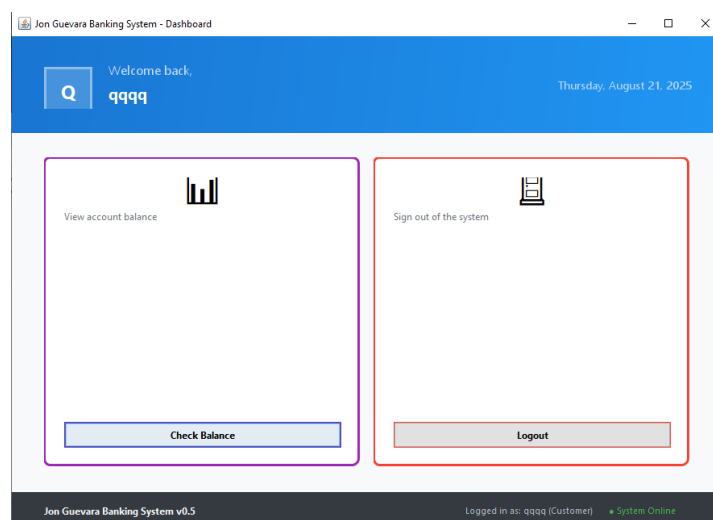 Jon Guevara Banking System - Dashboard
Welcome back,
Q
qqqq
Thursday, August 21, 2025
View account balance
Sign out of the system
Check Balance
Logout
Jon Guevara Banking System v0.5
Logged in as: qqqq (Customer)
● System Online